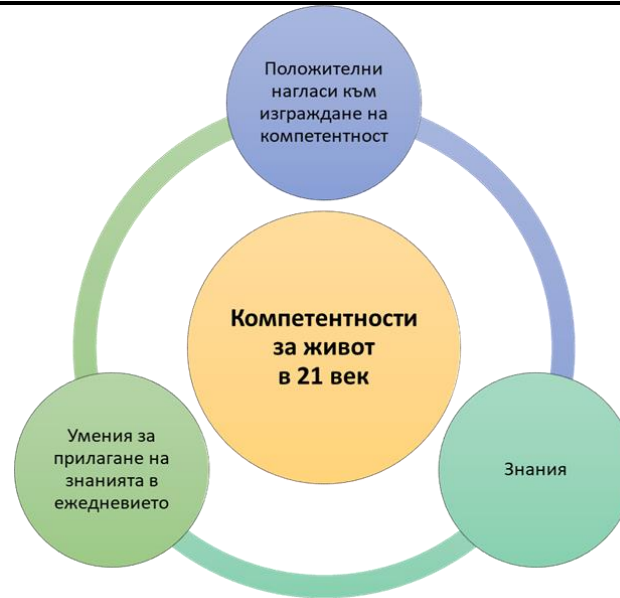 Положителни
нагласи към
изграждане на
компетентност
Компетентности
за живот
в 21 век
Умения за
прилагане на
знанията в
ежедневието
Знания